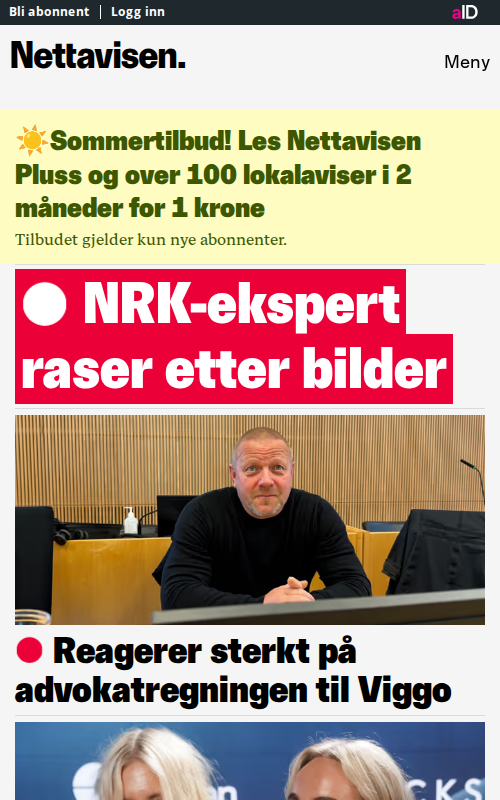 Bli abonnent | Logg inn
aID
Nettavisen.
Meny
☀️Sommertilbud! Les Nettavisen
Pluss og over 100 lokalaviser i 2
måneder for 1 krone
Tilbudet gjelder kun nye abonnenter.
NRK-ekspert
raser etter bilder
Reagerer sterkt på
advokatregningen til Viggo